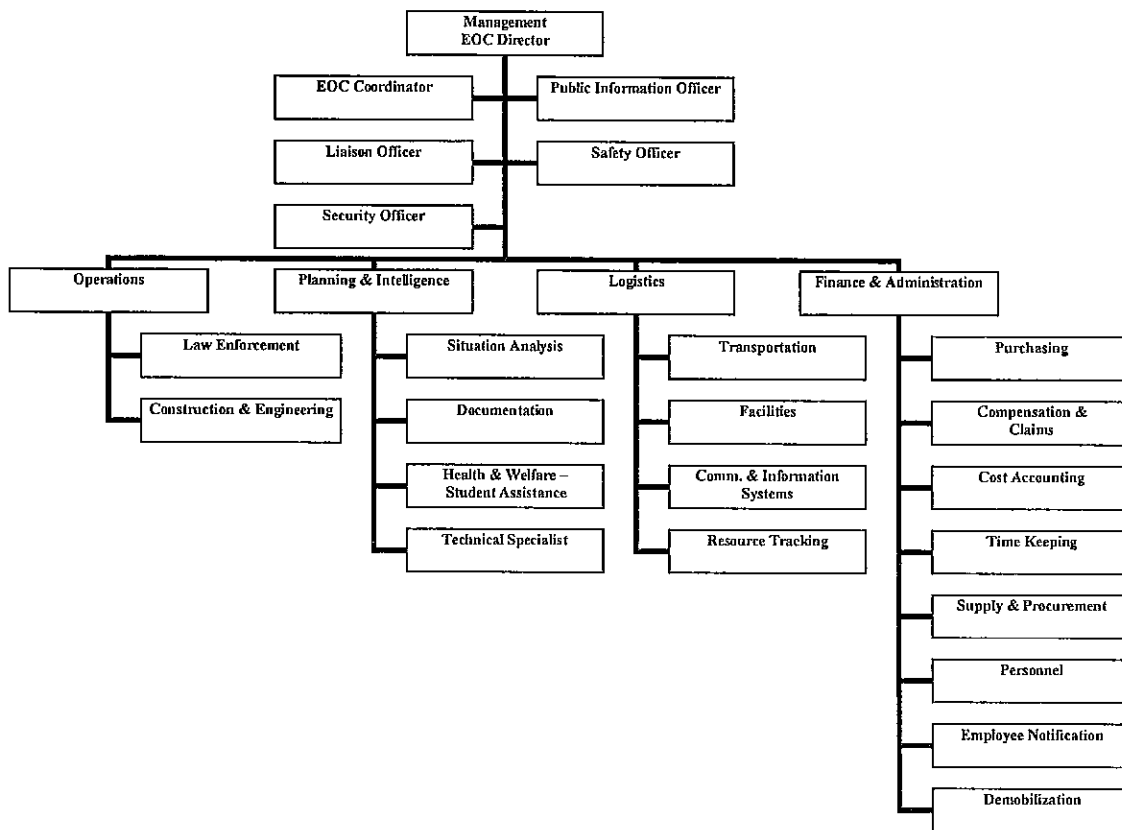 Management
EOC Director
EOC Coordinator
Public Information Officer
Liaison Officer
Safety Officer
Security Officer
Operations
Planning & Intelligence
Logistics
Finance & Administration
Law Enforcement
Situation Analysis
Transportation
Purchasing
Construction & Engineering
Documentation
Facilities
Compensation &
Claims
Health & Welfare –
Student Assistance
Comm. & Information
Systems
Cost Accounting
Technical Specialist
Resource Tracking
Time Keeping
Supply & Procurement
Personnel
Employee Notification
Demobilization